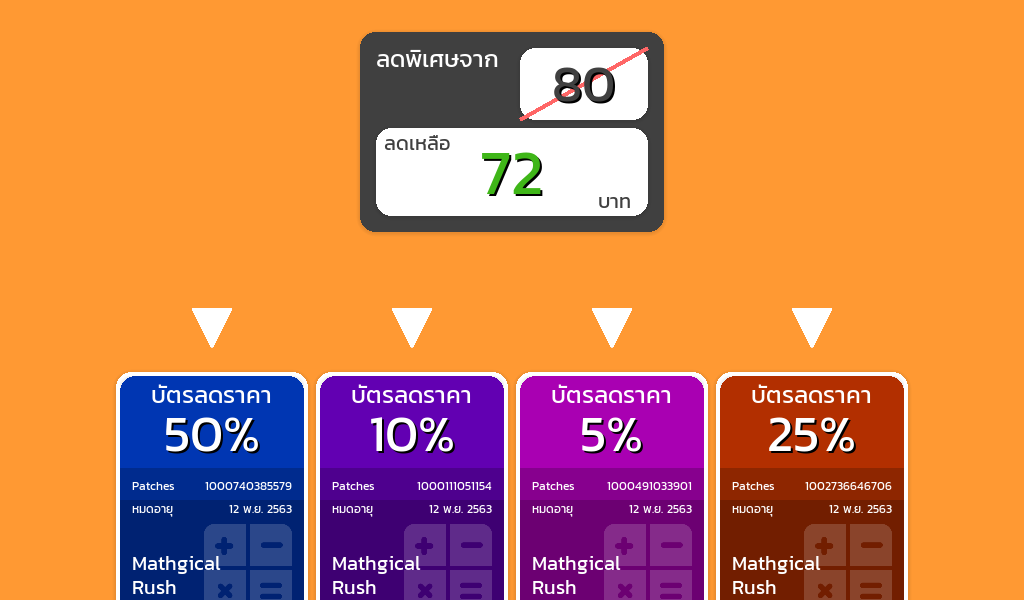 ลดพิเศษจาก
80
ลดเหลือ
72
บาท
บัตรลดราคา
50%
Patches 1000740385579
หมดอายุ 12 พ.ย. 2563
Mathgical
Rush
บัตรลดราคา
10%
Patches 1000111051154
หมดอายุ 12 พ.ย. 2563
Mathgical
Rush
บัตรลดราคา
5%
Patches 1000491033901
หมดอายุ 12 พ.ย. 2563
Mathgical
Rush
บัตรลดราคา
25%
Patches 1002736646706
หมดอายุ 12 พ.ย. 2563
Mathgical
Rush